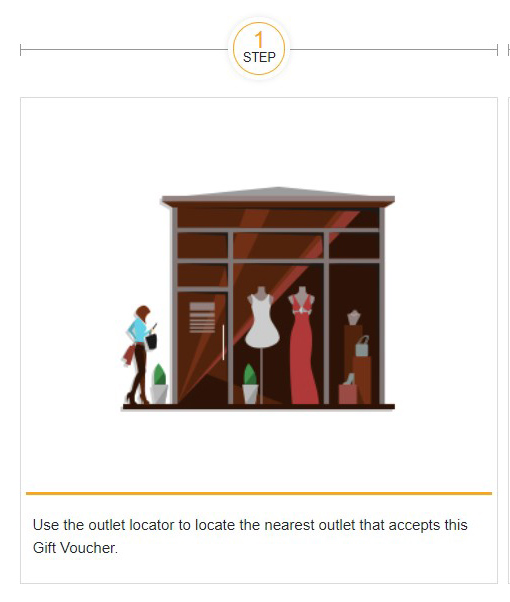 1
STEP
Use the outlet locator to locate the nearest outlet that accepts this
Gift Voucher.